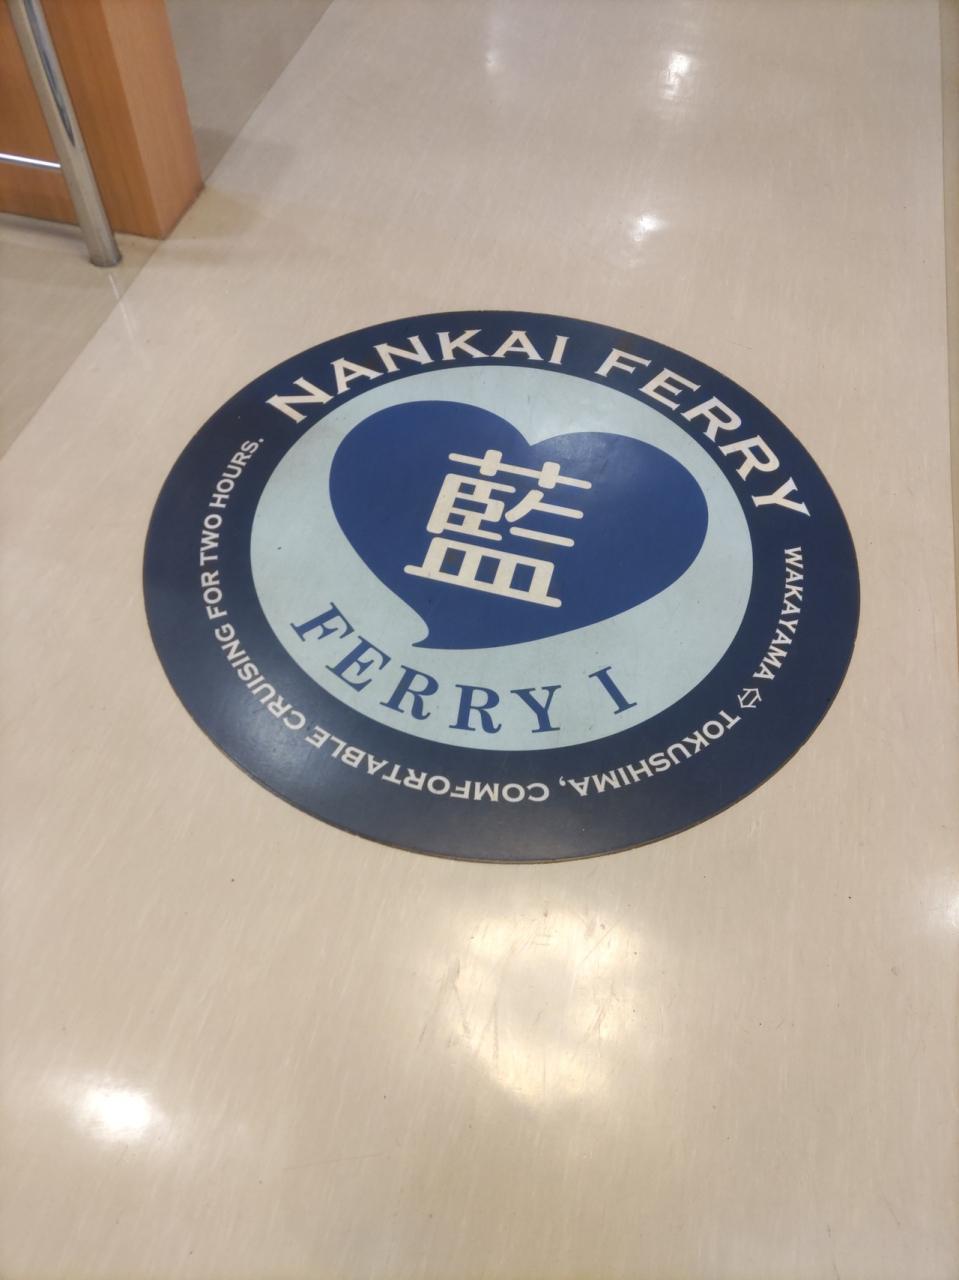 NANKAI FERRY
藍
FERRY I
WAKAYAMA ⇔ TOKUSHIMA, COMFORTABLE CRUISING FOR TWO HOURS.